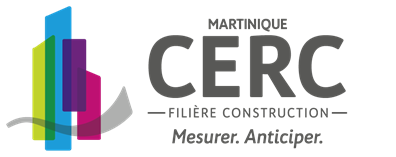 MARTINIQUE
CERC
FILIÈRE CONSTRUCTION
Mesurer. Anticiper.